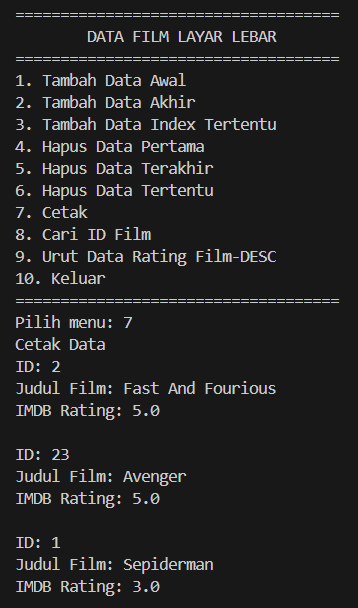 ====================================
DATA FILM LAYAR LEBAR
====================================
1. Tambah Data Awal
2. Tambah Data Akhir
3. Tambah Data Index Tertentu
4. Hapus Data Pertama
5. Hapus Data Terakhir
6. Hapus Data Tertentu
7. Cetak
8. Cari ID Film
9. Urut Data Rating Film-DESC
10. Keluar
====================================
Pilih menu: 7
Cetak Data
ID: 2
Judul Film: Fast And Fourious
IMDB Rating: 5.0
ID: 23
Judul Film: Avenger
IMDB Rating: 5.0
ID: 1
Judul Film: Sepiderman
IMDB Rating: 3.0